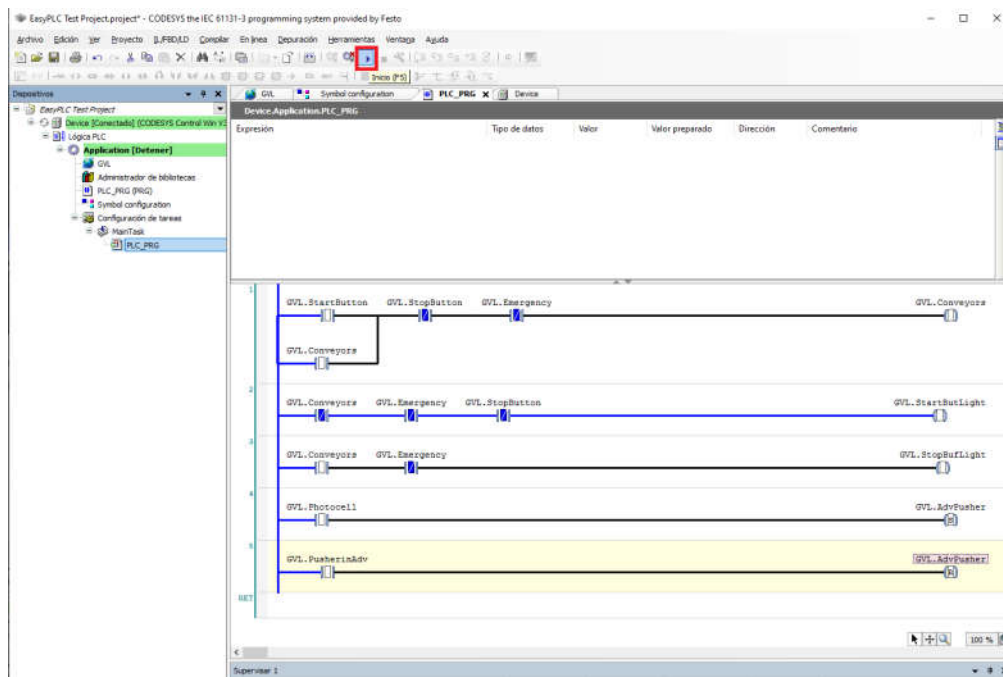 EasyPLC Test Project.project* - CODESYS the IEC 61131-3 programming system provided by Festo
Archivo Edición Ver Proyecto B./FBD/LD Compilar En línea Depuración Herramientas Ventana Ayuda
Inicio (F5)
Dispositivos
GVL Symbol configuration PLC_PRG Device
EasyPLC Test Project
Device [Conectado] (CODESYS Control Win V3
Lógica PLC
Application [Detener]
GVL
Administrador de bibliotecas
PLC_PRG (PRG)
Symbol configuration
Configuración de tareas
MainTask
PLC_PRG
Device.Application.PLC_PRG
Expresión Tipo de datos Valor Valor preparado Dirección Comentario
1
GVL.StartButton GVL.StopButton GVL.Emergency GVL.Conveyors
GVL.Conveyors
2
GVL.Conveyors GVL.Emergency GVL.StopButton GVL.StartButLight
3
GVL.Conveyors GVL.Emergency GVL.StopButLight
4
GVL.Photocell GVL.AdvPusher
5
GVL.PusherinAdv GVL.AdvPusher
RET
100 %
Supervisar 1